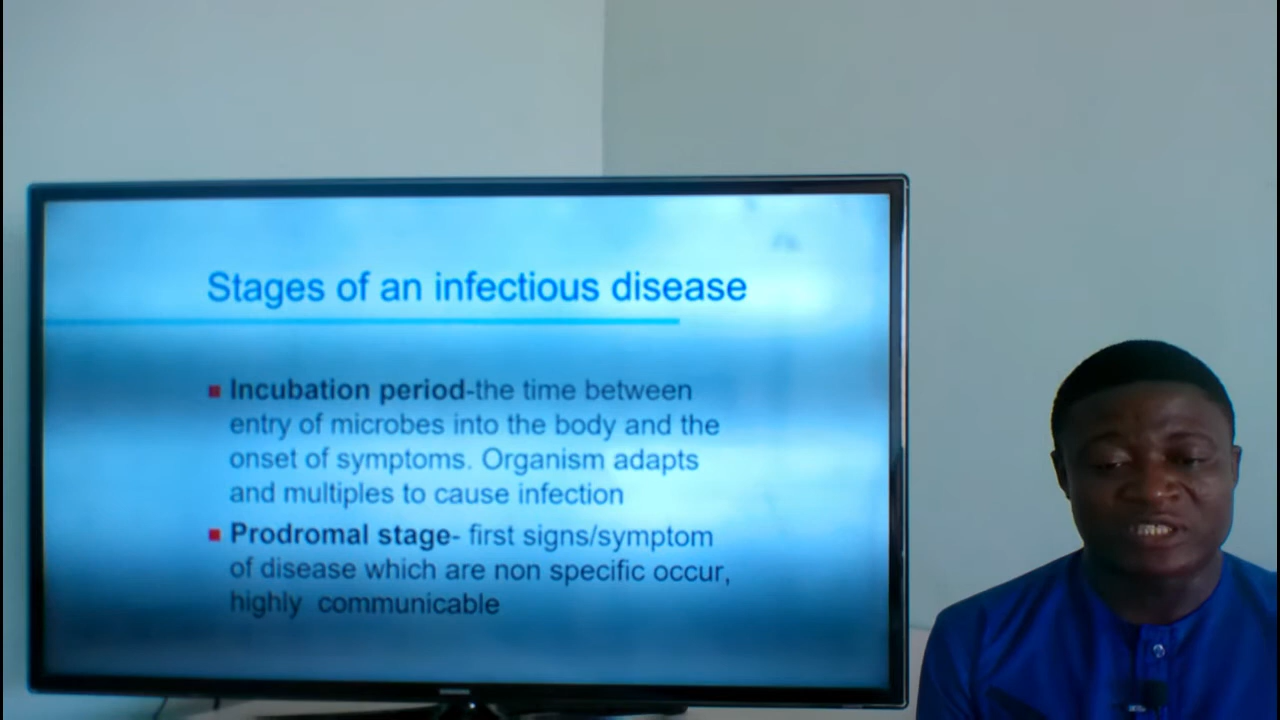 Stages of an infectious disease
Incubation period-the time between
entry of microbes into the body and the
onset of symptoms. Organism adapts
and multiples to cause infection
Prodromal stage- first signs/symptom
of disease which are non specific occur,
highly communicable